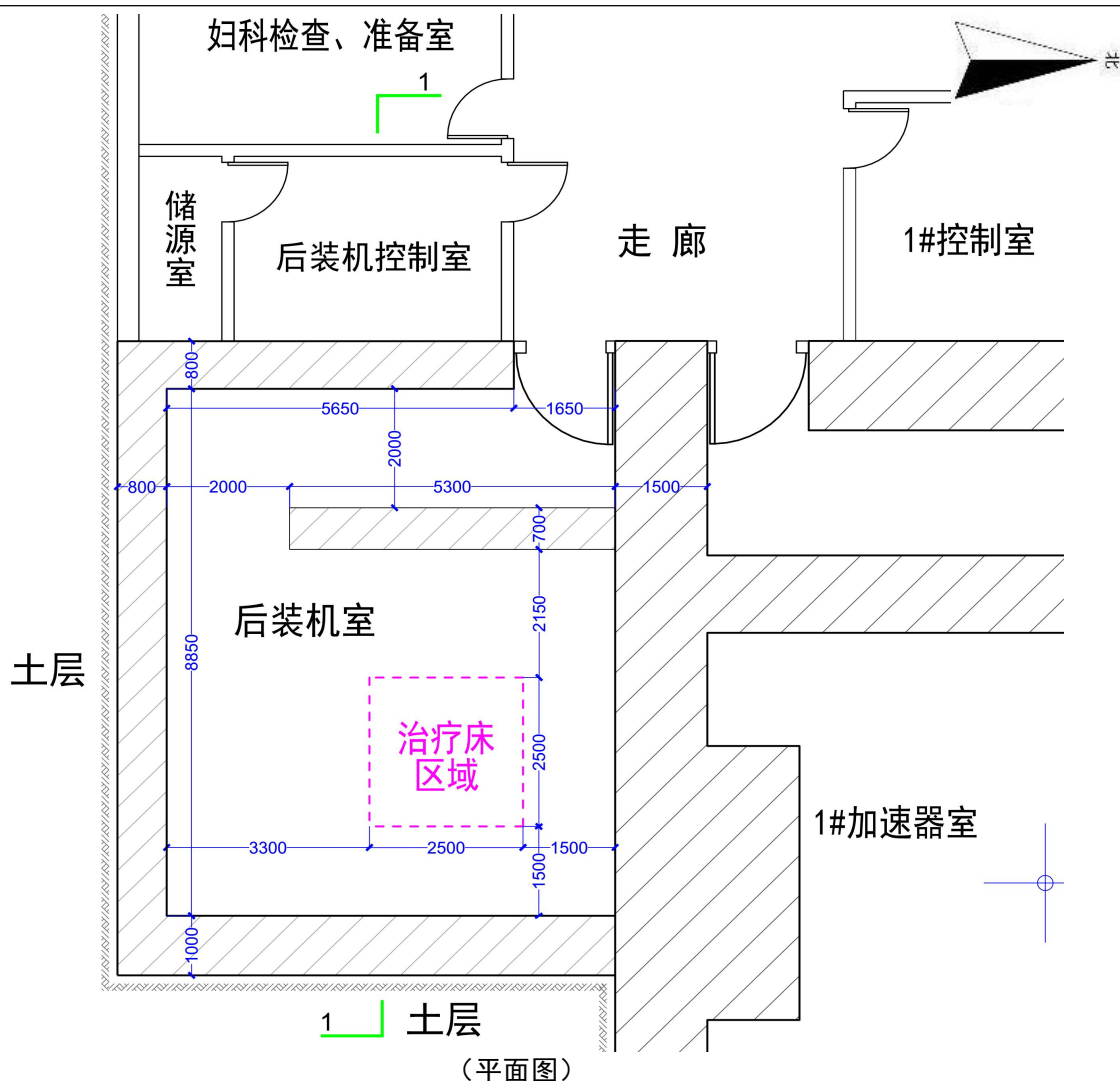 妇科检查、准备室
北
1
储源室
后装机控制室
走 廊
1#控制室
800
5650
1650
2000
800
2000
5300
1500
700
后装机室
2150
土层
8850
治疗床
区域
2500
1#加速器室
3300
2500
1500
1500
1000
1
土层
（平面图）